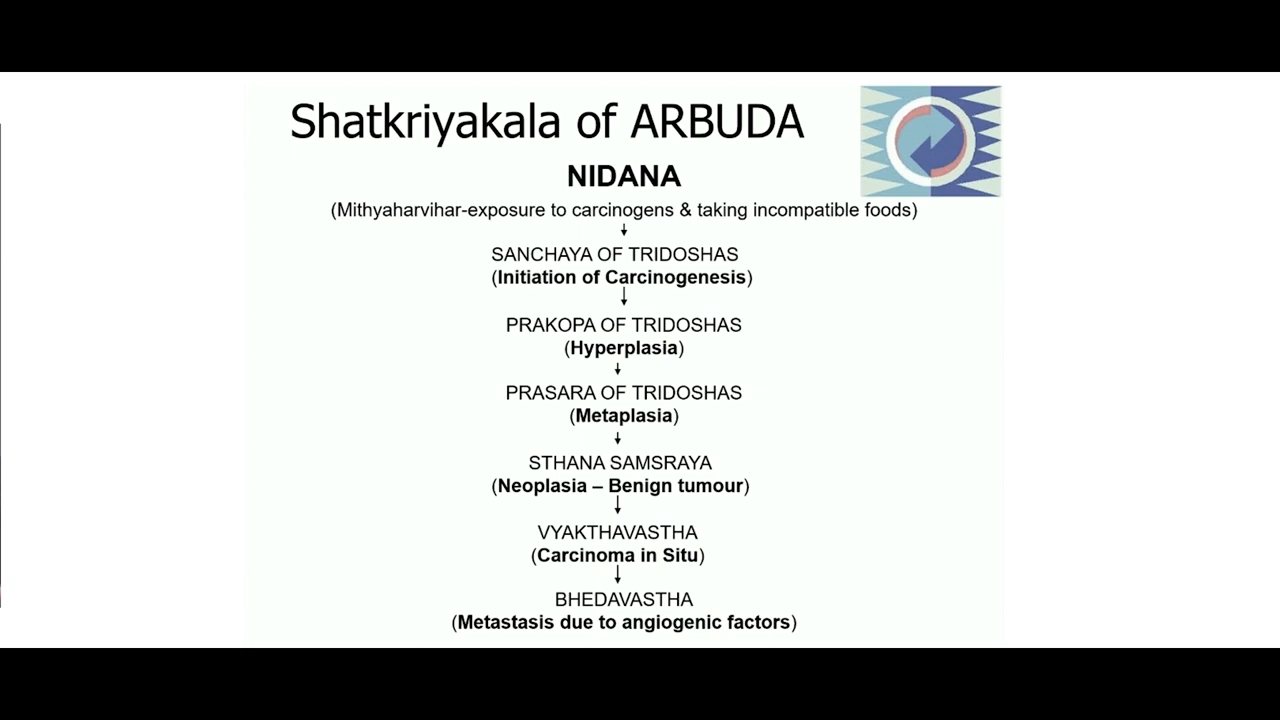 Shatkriyakala of ARBUDA
NIDANA
(Mithyaharvihar-exposure to carcinogens & taking incompatible foods)
SANCHAYA OF TRIDOSHAS
(Initiation of Carcinogenesis)
PRAKOPA OF TRIDOSHAS
(Hyperplasia)
PRASARA OF TRIDOSHAS
(Metaplasia)
STHANA SAMSRAYA
(Neoplasia – Benign tumour)
VYAKTHAVASTHA
(Carcinoma in Situ)
BHEDAVASTHA
(Metastasis due to angiogenic factors)